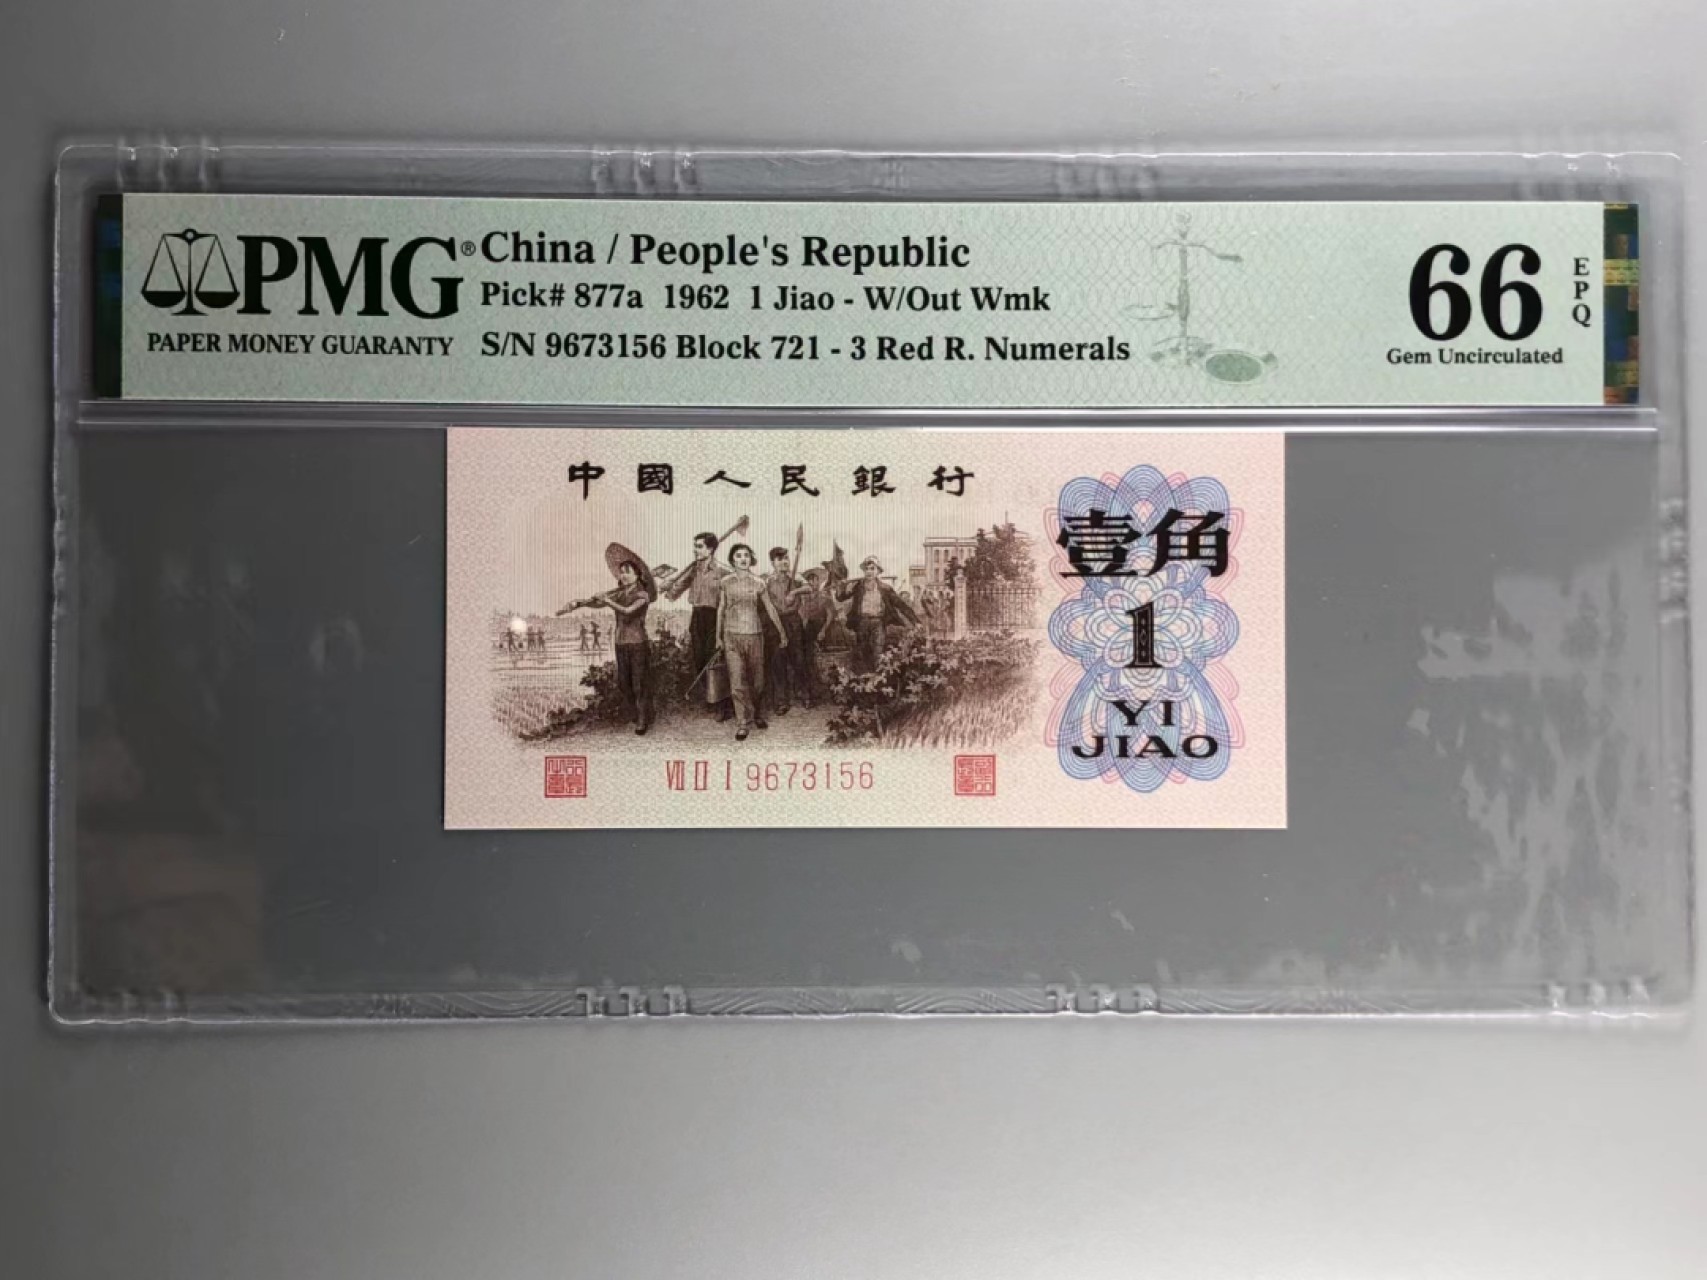 PMG®
PAPER MONEY GUARANTY
China / People's Republic
Pick# 877a 1962 1 Jiao - W/Out Wmk
S/N 9673156 Block 721 - 3 Red R. Numerals
66
EPQ
Gem Uncirculated
中國人民銀行
壹角
1
YI
JIAO
Ⅶ Ⅱ Ⅰ 9673156